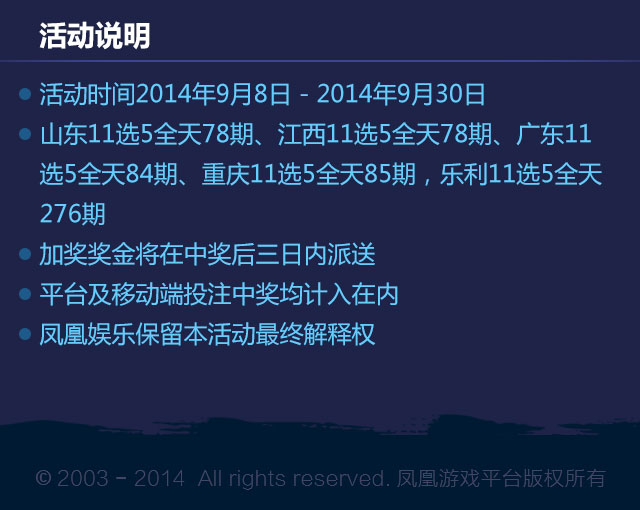 活动说明
活动时间2014年9月8日 - 2014年9月30日
山东11选5全天78期、江西11选5全天78期、广东11
选5全天84期、重庆11选5全天85期，乐利11选5全天
276期
加奖奖金将在中奖后三日内派送
平台及移动端投注中奖均计入在内
凤凰娱乐保留本活动最终解释权
© 2003 - 2014 All rights reserved. 凤凰游戏平台版权所有